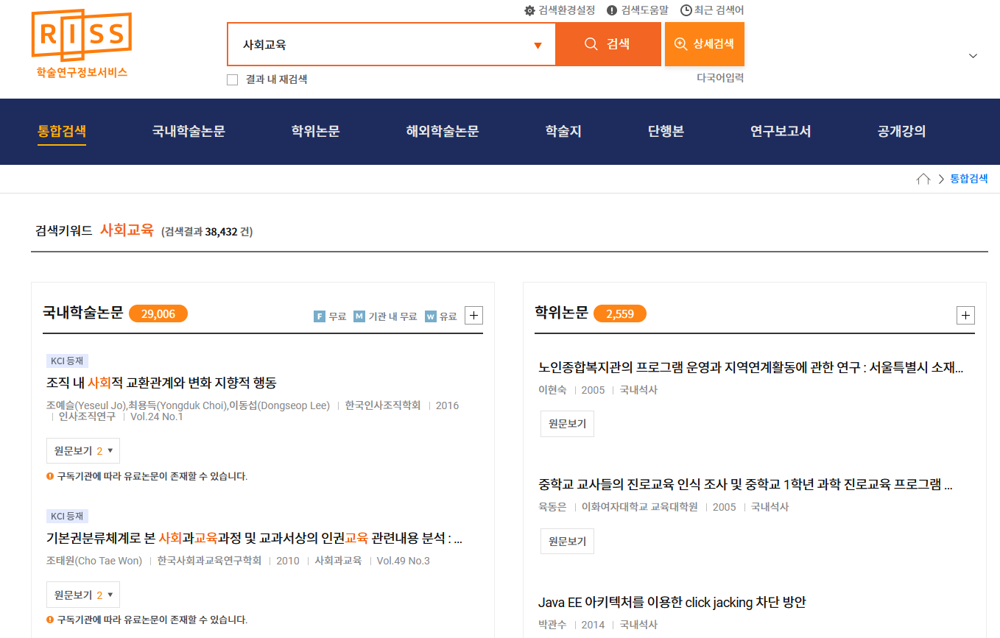 RISS
학술연구정보서비스
검색환경설정 검색도움말 최근 검색어
사회교육 ▼ 검색 상세검색
결과 내 재검색 다국어입력
통합검색 국내학술논문 학위논문 해외학술논문 학술지 단행본 연구보고서 공개강의
통합검색
검색키워드 사회교육 (검색결과 38,432 건)
국내학술논문 29,006 F 무료 M 기관 내 무료 W 유료 +
KCI 등재
조직 내 사회적 교환관계와 변화 지향적 행동
조예슬(Yeseul Jo),최용득(Yongduk Choi),이동섭(Dongseop Lee) | 한국인사조직학회 | 2016
| 인사조직연구 | Vol.24 No.1
원문보기 2 ▼
구독기관에 따라 유료논문이 존재할 수 있습니다.
KCI 등재
기본권분류체계로 본 사회과교육과정 및 교과서상의 인권교육 관련내용 분석 : ...
조태원(Cho Tae Won) | 한국사회과교육연구학회 | 2010 | 사회과교육 | Vol.49 No.3
원문보기 2 ▼
구독기관에 따라 유료논문이 존재할 수 있습니다.
학위논문 2,559 +
노인종합복지관의 프로그램 운영과 지역연계활동에 관한 연구 : 서울특별시 소재...
이현숙 | 2005 | 국내석사
원문보기
중학교 교사들의 진로교육 인식 조사 및 중학교 1학년 과학 진로교육 프로그램 ...
육동은 | 이화여자대학교 교육대학원 | 2005 | 국내석사
원문보기
Java EE 아키텍처를 이용한 click jacking 차단 방안
박관수 | 2014 | 국내석사